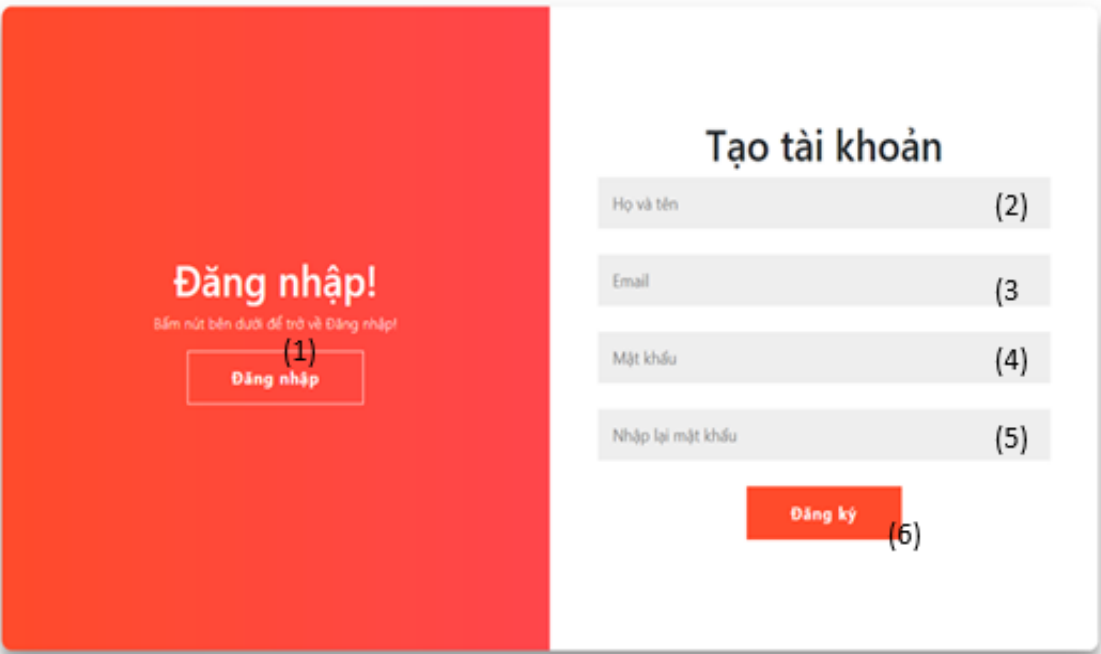 Đăng nhập!
Bấm nút bên dưới để trở về Đăng nhập!
(1)
Đăng nhập
Tạo tài khoản
Họ và tên (2)
Email (3
Mật khẩu (4)
Nhập lại mật khẩu (5)
Đăng ký
(6)